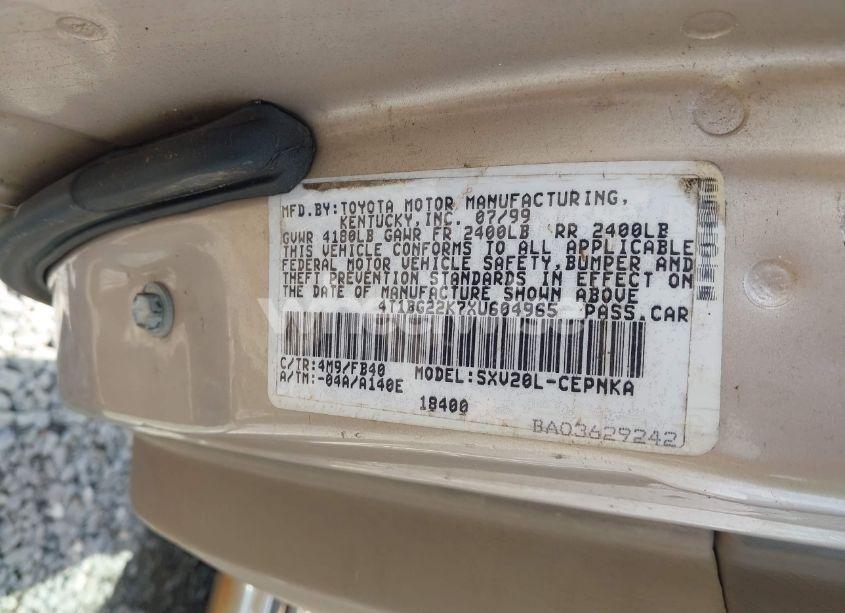 MFD.BY:TOYOTA MOTOR MANUFACTURING,
KENTUCKY,INC. 07/99
GVWR 4180LB GAWR FR 2400LB RR 2400LB
THIS VEHICLE CONFORMS TO ALL APPLICABLE
FEDERAL MOTOR VEHICLE SAFETY,BUMPER AND
THEFT PREVENTION STANDARDS IN EFFECT ON
THE DATE OF MANUFACTURE SHOWN ABOVE
4T1BG22K7XU604965 PASS.CAR
C/TR:4M9/FB40
A/TM:-04A/A140E MODEL:SXV20L-CEPNKA
18400
BA03629242